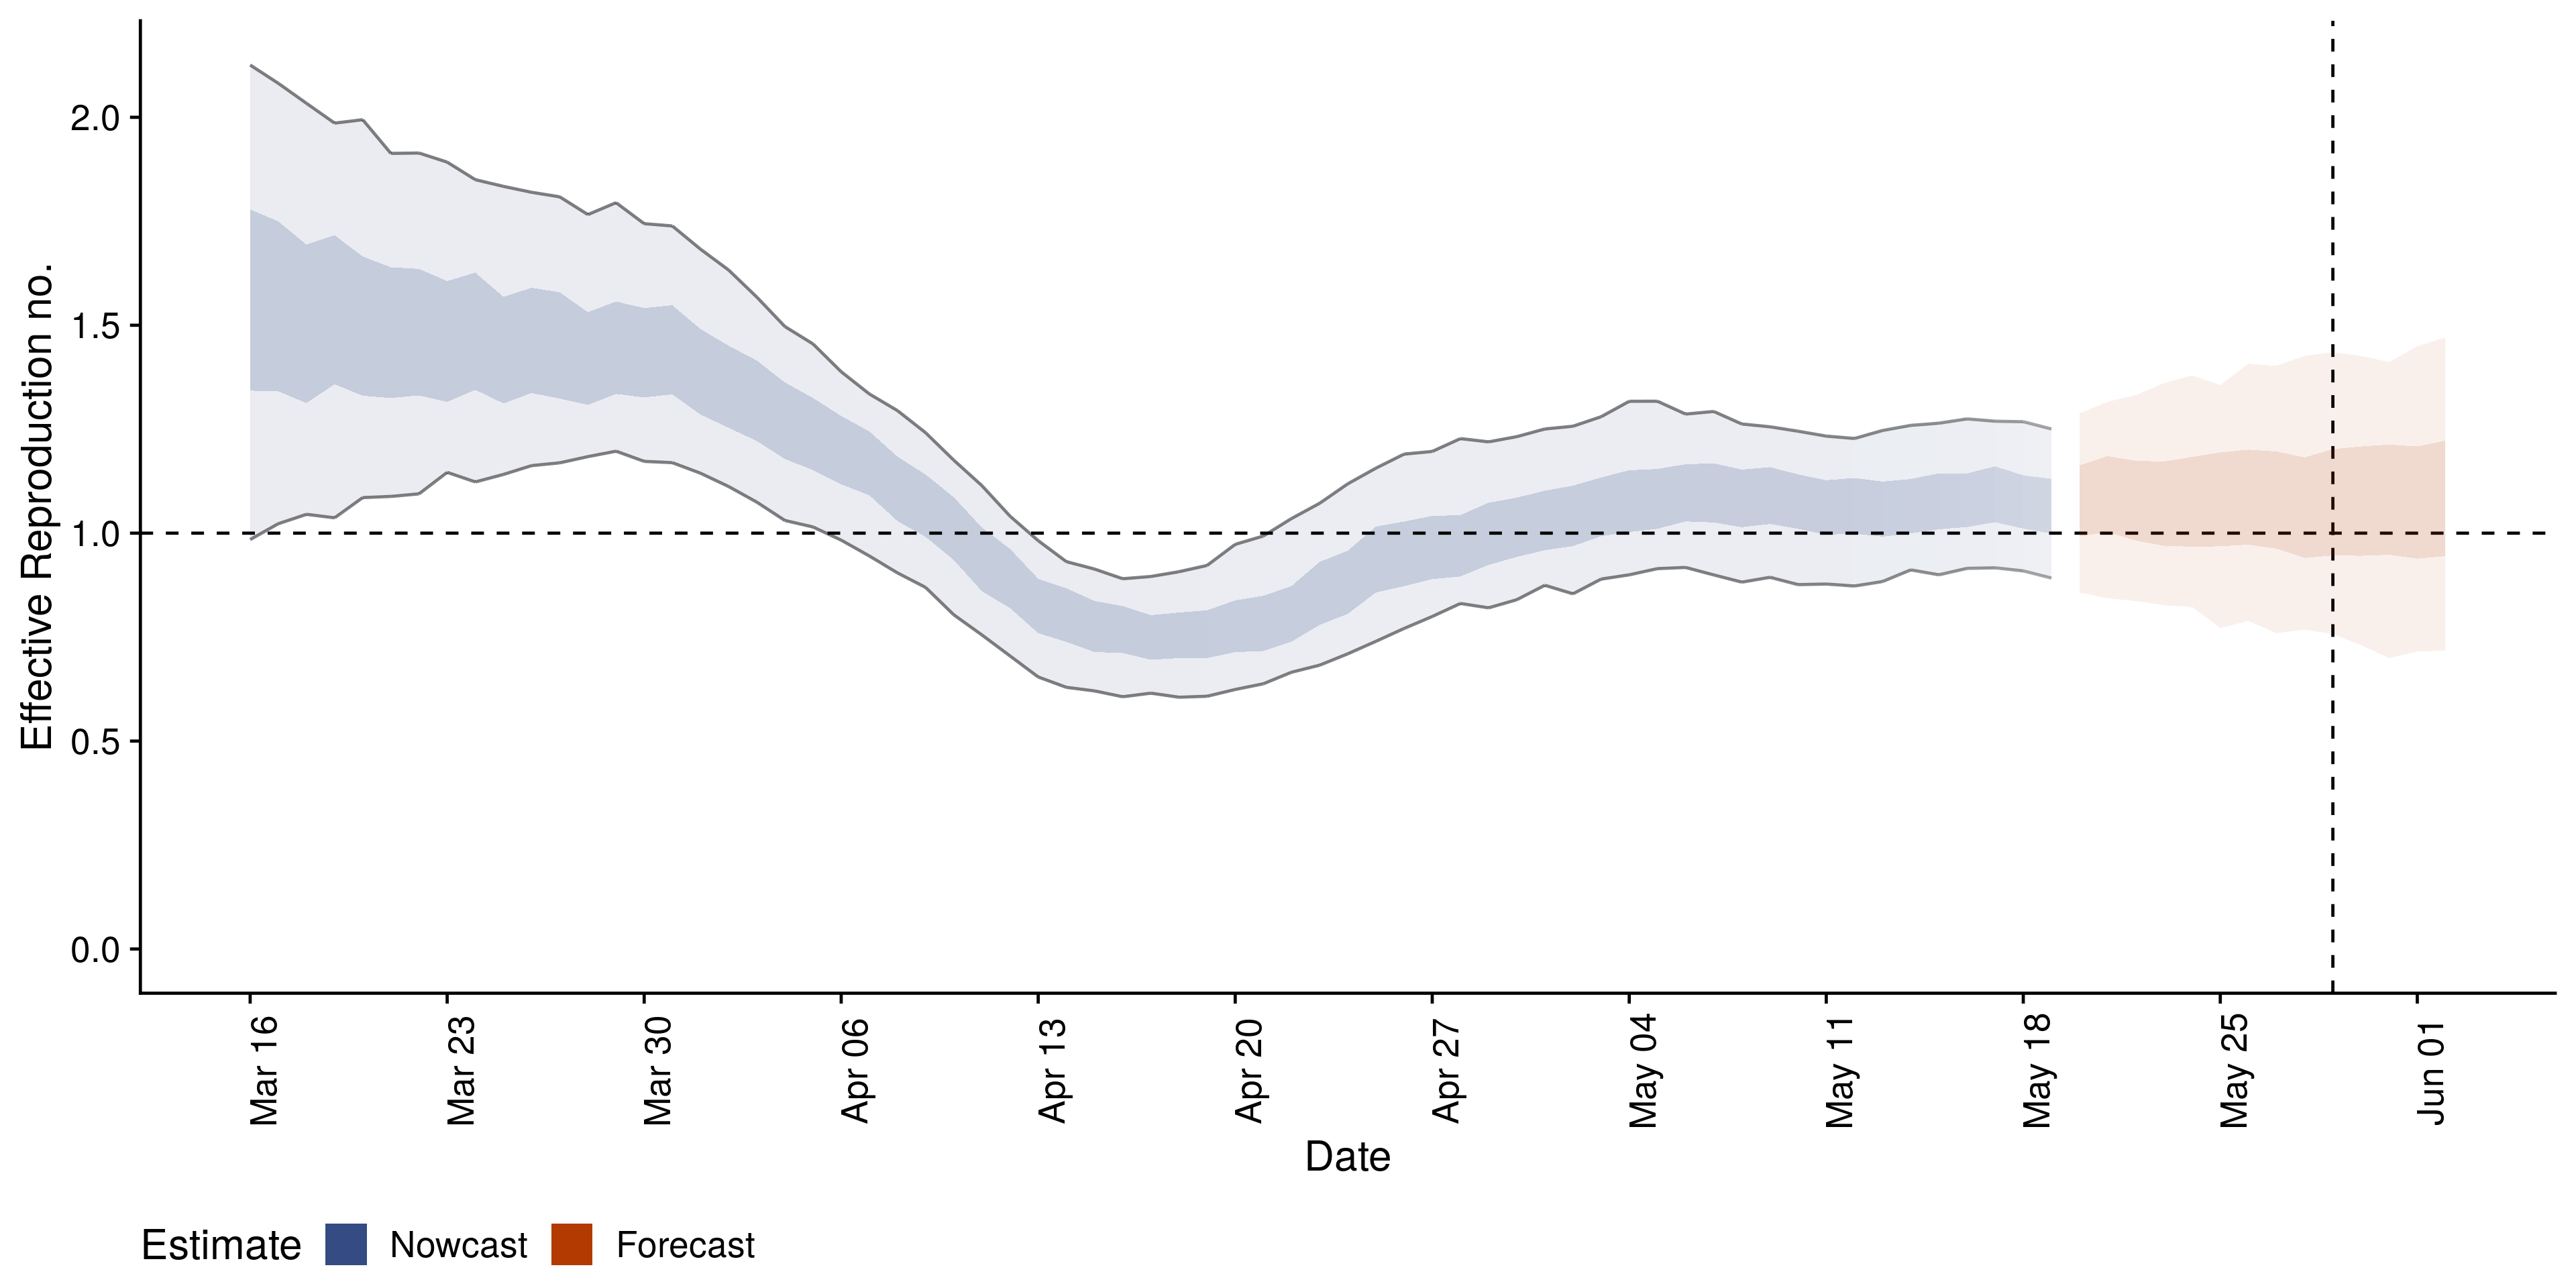 Effective Reproduction no.
2.0
1.5
1.0
0.5
0.0
Mar 16
Mar 23
Mar 30
Apr 06
Apr 13
Apr 20
Apr 27
May 04
May 11
May 18
May 25
Jun 01
Date
Estimate Nowcast Forecast